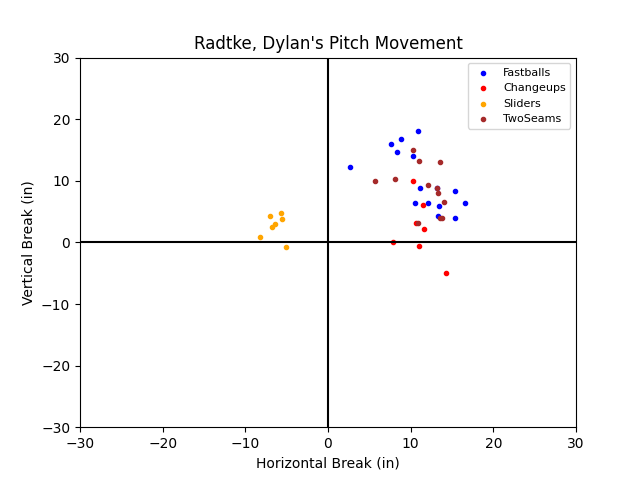 Radtke, Dylan's Pitch Movement
Fastballs
Changeups
Sliders
TwoSeams
Vertical Break (in)
30
20
10
0
−10
−20
−30
−30
−20
−10
0
10
20
30
Horizontal Break (in)